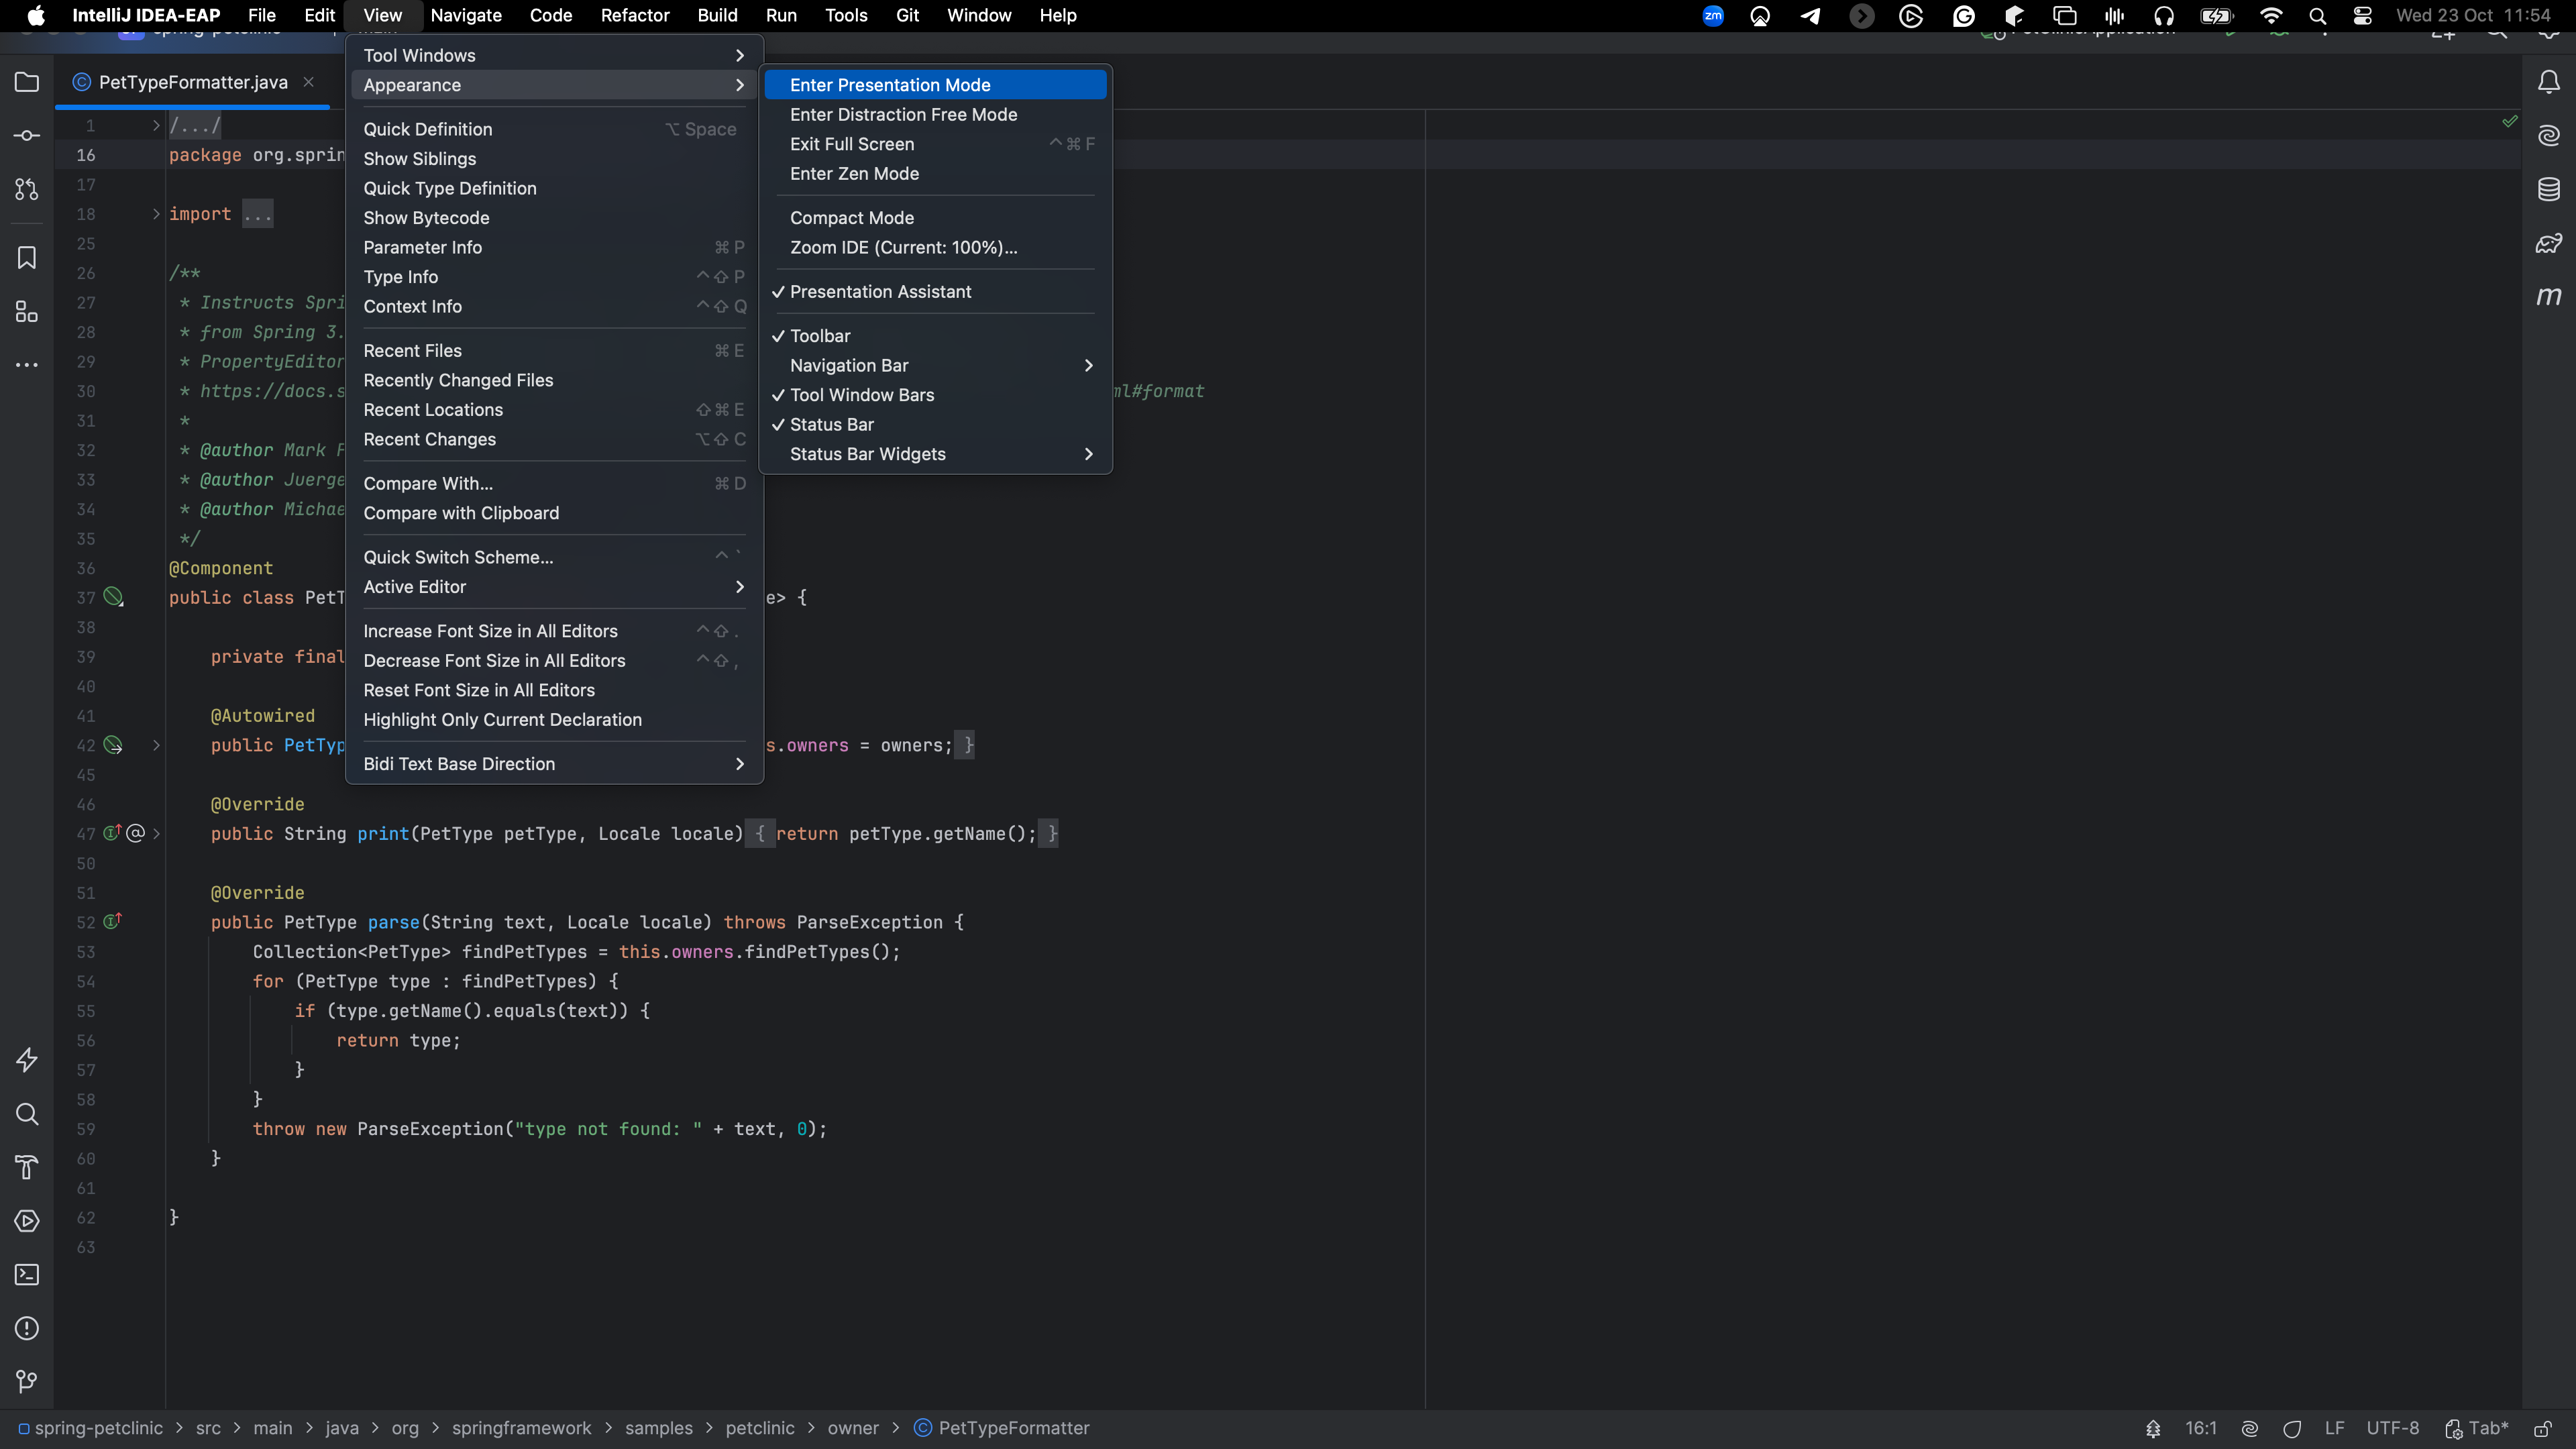 IntelliJ IDEA-EAP File Edit View Navigate Code Refactor Build Run Tools Git Window Help
zm
Wed 23 Oct 11:54
PetTypeFormatter.java
Tool Windows
Appearance
Quick Definition ⌥ Space
Show Siblings
Quick Type Definition
Show Bytecode
Parameter Info ⌘ P
Type Info ^ ⇧ P
Context Info ^ ⇧ Q
Recent Files ⌘ E
Recently Changed Files
Recent Locations ⇧ ⌘ E
Recent Changes ⌥ ⇧ C
Compare With... ⌘ D
Compare with Clipboard
Quick Switch Scheme... ^ `
Active Editor
Increase Font Size in All Editors ^ ⇧ .
Decrease Font Size in All Editors ^ ⇧ ,
Reset Font Size in All Editors
Highlight Only Current Declaration
Bidi Text Base Direction
Enter Presentation Mode
Enter Distraction Free Mode
Exit Full Screen ^ ⌘ F
Enter Zen Mode
Compact Mode
Zoom IDE (Current: 100%)...
✓ Presentation Assistant
✓ Toolbar
Navigation Bar
✓ Tool Window Bars
✓ Status Bar
Status Bar Widgets
1 /.../
16 package org.sprin
17
18 import ...
25
26 /**
27 * Instructs Spri
28 * from Spring 3.
29 * PropertyEditor
30 * https://docs.s ml#format
31 *
32 * @author Mark F
33 * @author Juerge
34 * @author Michae
35 */
36 @Component
37 public class PetT e> {
38
39 private final
40
41 @Autowired
42 public PetTyp s.owners = owners; }
45
46 @Override
47 public String print(PetType petType, Locale locale) { return petType.getName(); }
50
51 @Override
52 public PetType parse(String text, Locale locale) throws ParseException {
53 Collection<PetType> findPetTypes = this.owners.findPetTypes();
54 for (PetType type : findPetTypes) {
55 if (type.getName().equals(text)) {
56 return type;
57 }
58 }
59 throw new ParseException("type not found: " + text, 0);
60 }
61
62 }
63
m
spring-petclinic > src > main > java > org > springframework > samples > petclinic > owner > PetTypeFormatter
16:1 LF UTF-8 Tab*